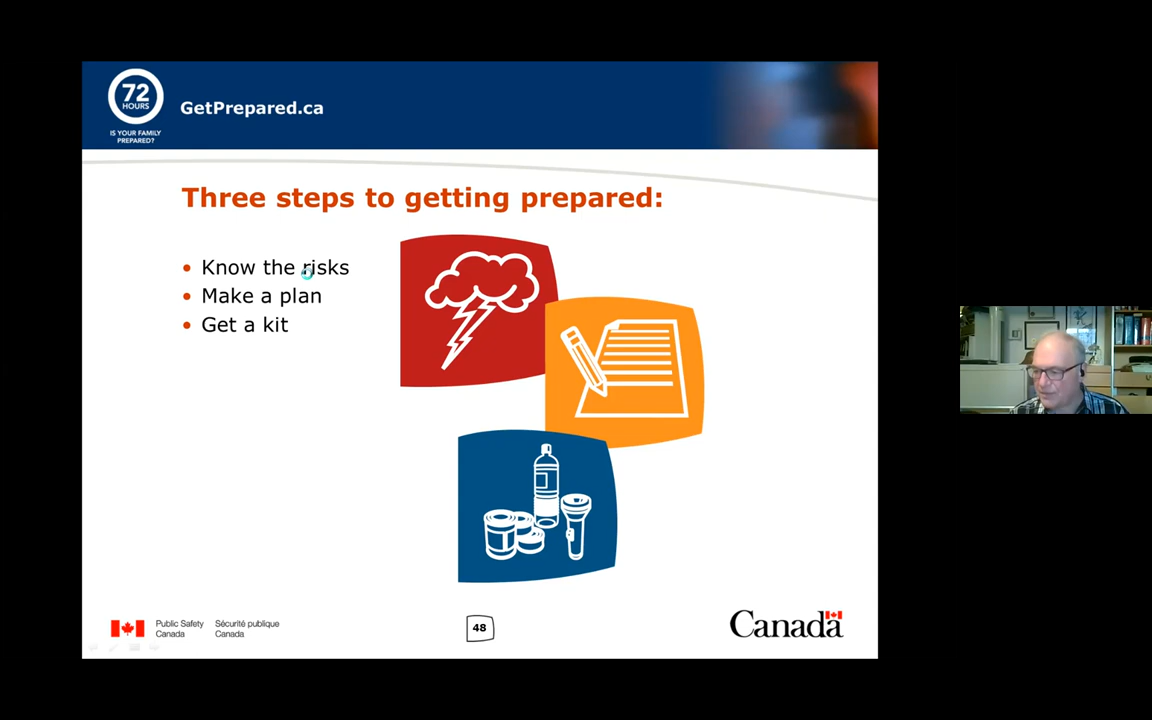 72
HOURS
IS YOUR FAMILY
PREPARED?
GetPrepared.ca
Three steps to getting prepared:
• Know the risks
• Make a plan
• Get a kit
Public Safety Canada
Sécurité publique Canada
48
Canada